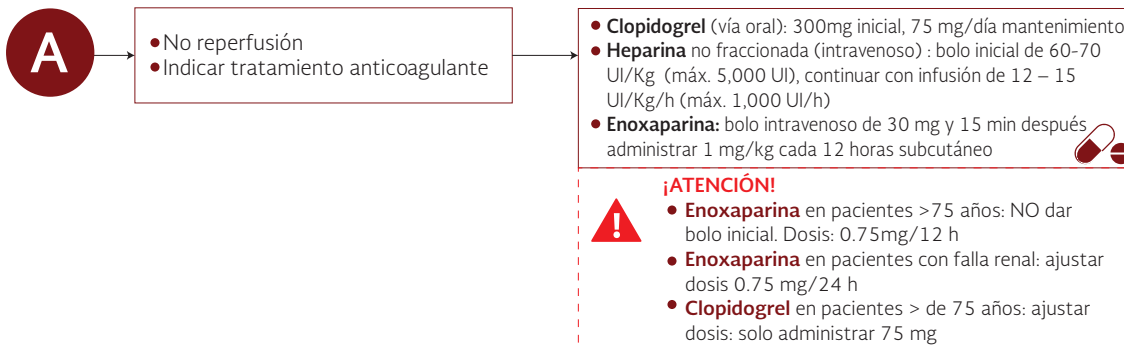 A
● No reperfusión
● Indicar tratamiento anticoagulante
● Clopidogrel (vía oral): 300mg inicial, 75 mg/día mantenimiento
● Heparina no fraccionada (intravenoso) : bolo inicial de 60-70
UI/Kg (máx. 5,000 UI), continuar con infusión de 12 – 15
UI/Kg/h (máx. 1,000 UI/h)
● Enoxaparina: bolo intravenoso de 30 mg y 15 min después
administrar 1 mg/kg cada 12 horas subcutáneo
¡ATENCIÓN!
● Enoxaparina en pacientes >75 años: NO dar
bolo inicial. Dosis: 0.75mg/12 h
● Enoxaparina en pacientes con falla renal: ajustar
dosis 0.75 mg/24 h
● Clopidogrel en pacientes > de 75 años: ajustar
dosis: solo administrar 75 mg